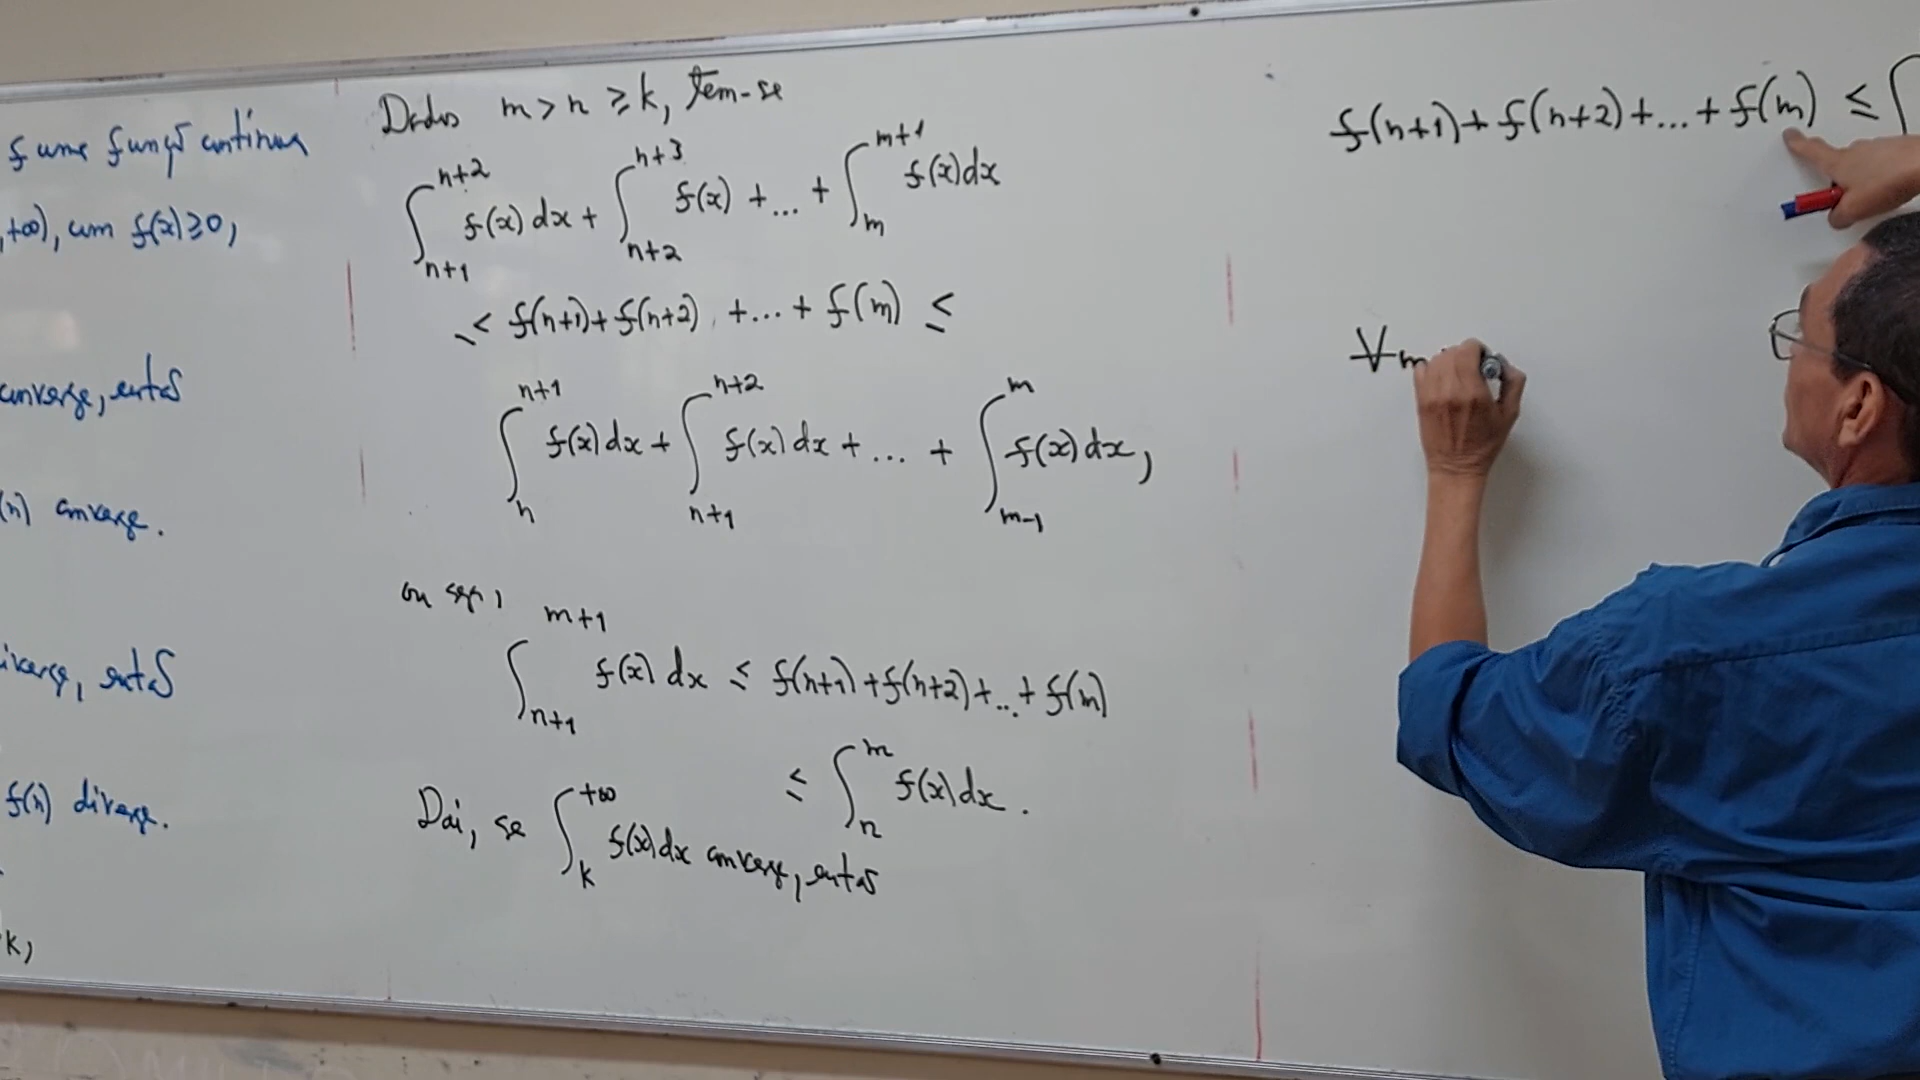 f uma função contínua
, +∞), com f(x) ≥ 0,
converge, então
(n) converge.
iverge, então
f(n) diverge.
k,
Dados m > n ≥ k, tem-se
∫_{n+1}^{n+2} f(x) dx + ∫_{n+2}^{n+3} f(x) + ... + ∫_{m}^{m+1} f(x) dx
≤ f(n+1) + f(n+2) + ... + f(m) ≤
∫_{n}^{n+1} f(x) dx + ∫_{n+1}^{n+2} f(x) dx + ... + ∫_{m-1}^{m} f(x) dx,
ou seja,
∫_{n+1}^{m+1} f(x) dx ≤ f(n+1) + f(n+2) + ... + f(m)
≤ ∫_{n}^{m} f(x) dx.
Daí, se ∫_{k}^{+∞} f(x) dx converge, então
f(n+1) + f(n+2) + ... + f(m) ≤ ∫
∀ m